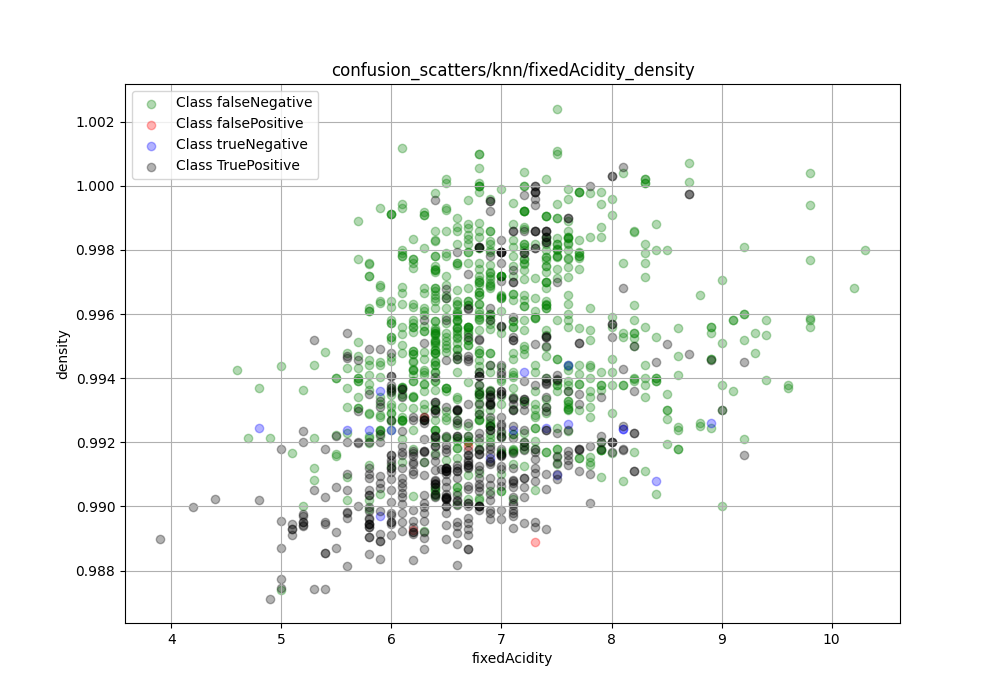 confusion_scatters/knn/fixedAcidity_density
Class falseNegative
Class falsePositive
Class trueNegative
Class TruePositive
1.002
1.000
0.998
0.996
0.994
0.992
0.990
0.988
density
4 5 6 7 8 9 10
fixedAcidity